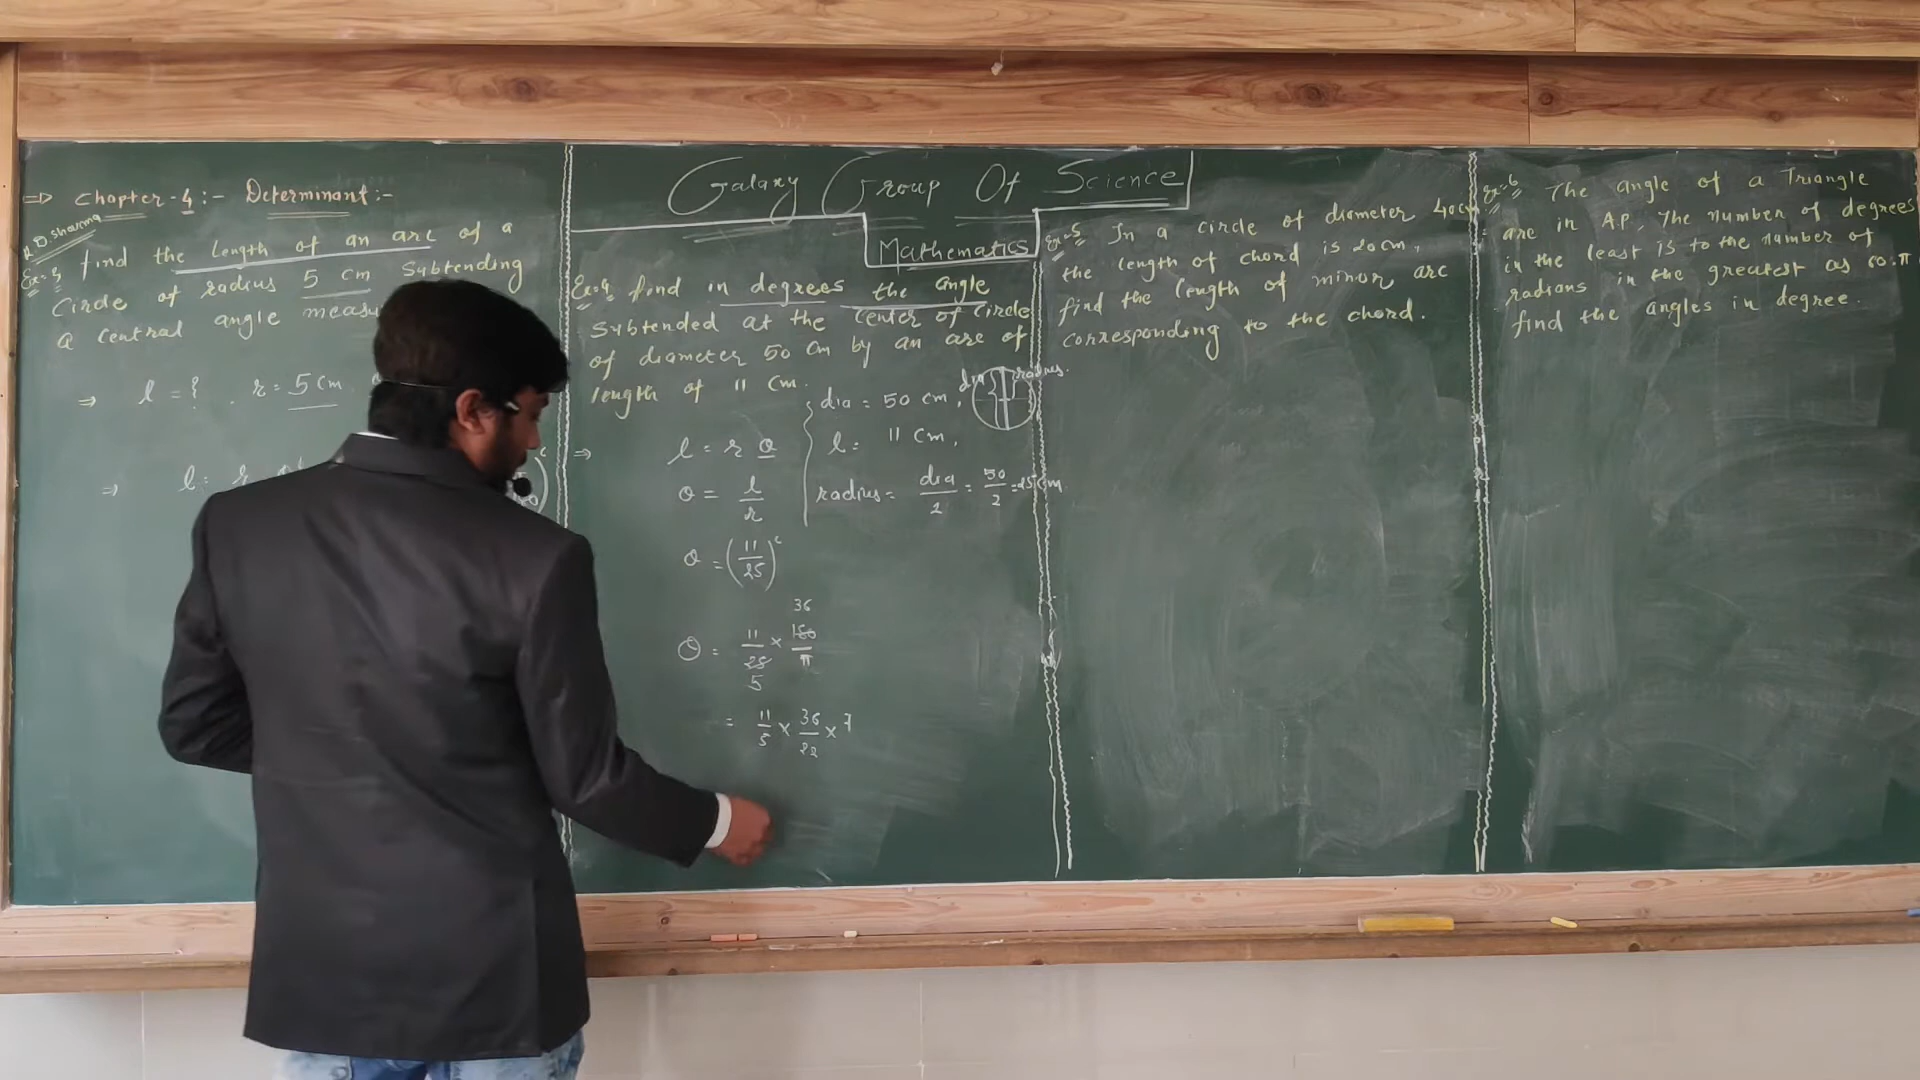 Galaxy Group Of Science
Mathematics
⇒ Chapter-4:- Determinant:-
R.D.sharma
find the length of an arc of a
Circle of radius 5 cm Subtending
a central angle
⇒ l = ? . r = 5 cm
⇒ l = r
Ex=4 find in degrees the angle
Subtended at the center of circle
of diameter 50 cm by an arc of
length of 11 cm.
⇒ l = r θ
θ = l/r
θ = (11/25)^c
θ = 11/25 × 180/π
36
5
= 11/5 × 36/22 × 7
dia = 50 cm.
l = 11 cm.
radius = dia/2 = 50/2 = 25 cm
dia
radius.
Ex=5 In a circle of diameter 40cm
the length of chord is 20cm.
find the length of minor arc
corresponding to the chord.
Ex=6 The angle of a Triangle
are in A.P. The number of degrees
in the least is to the number of
radians in the greatest as 60:π
find the angles in degree.